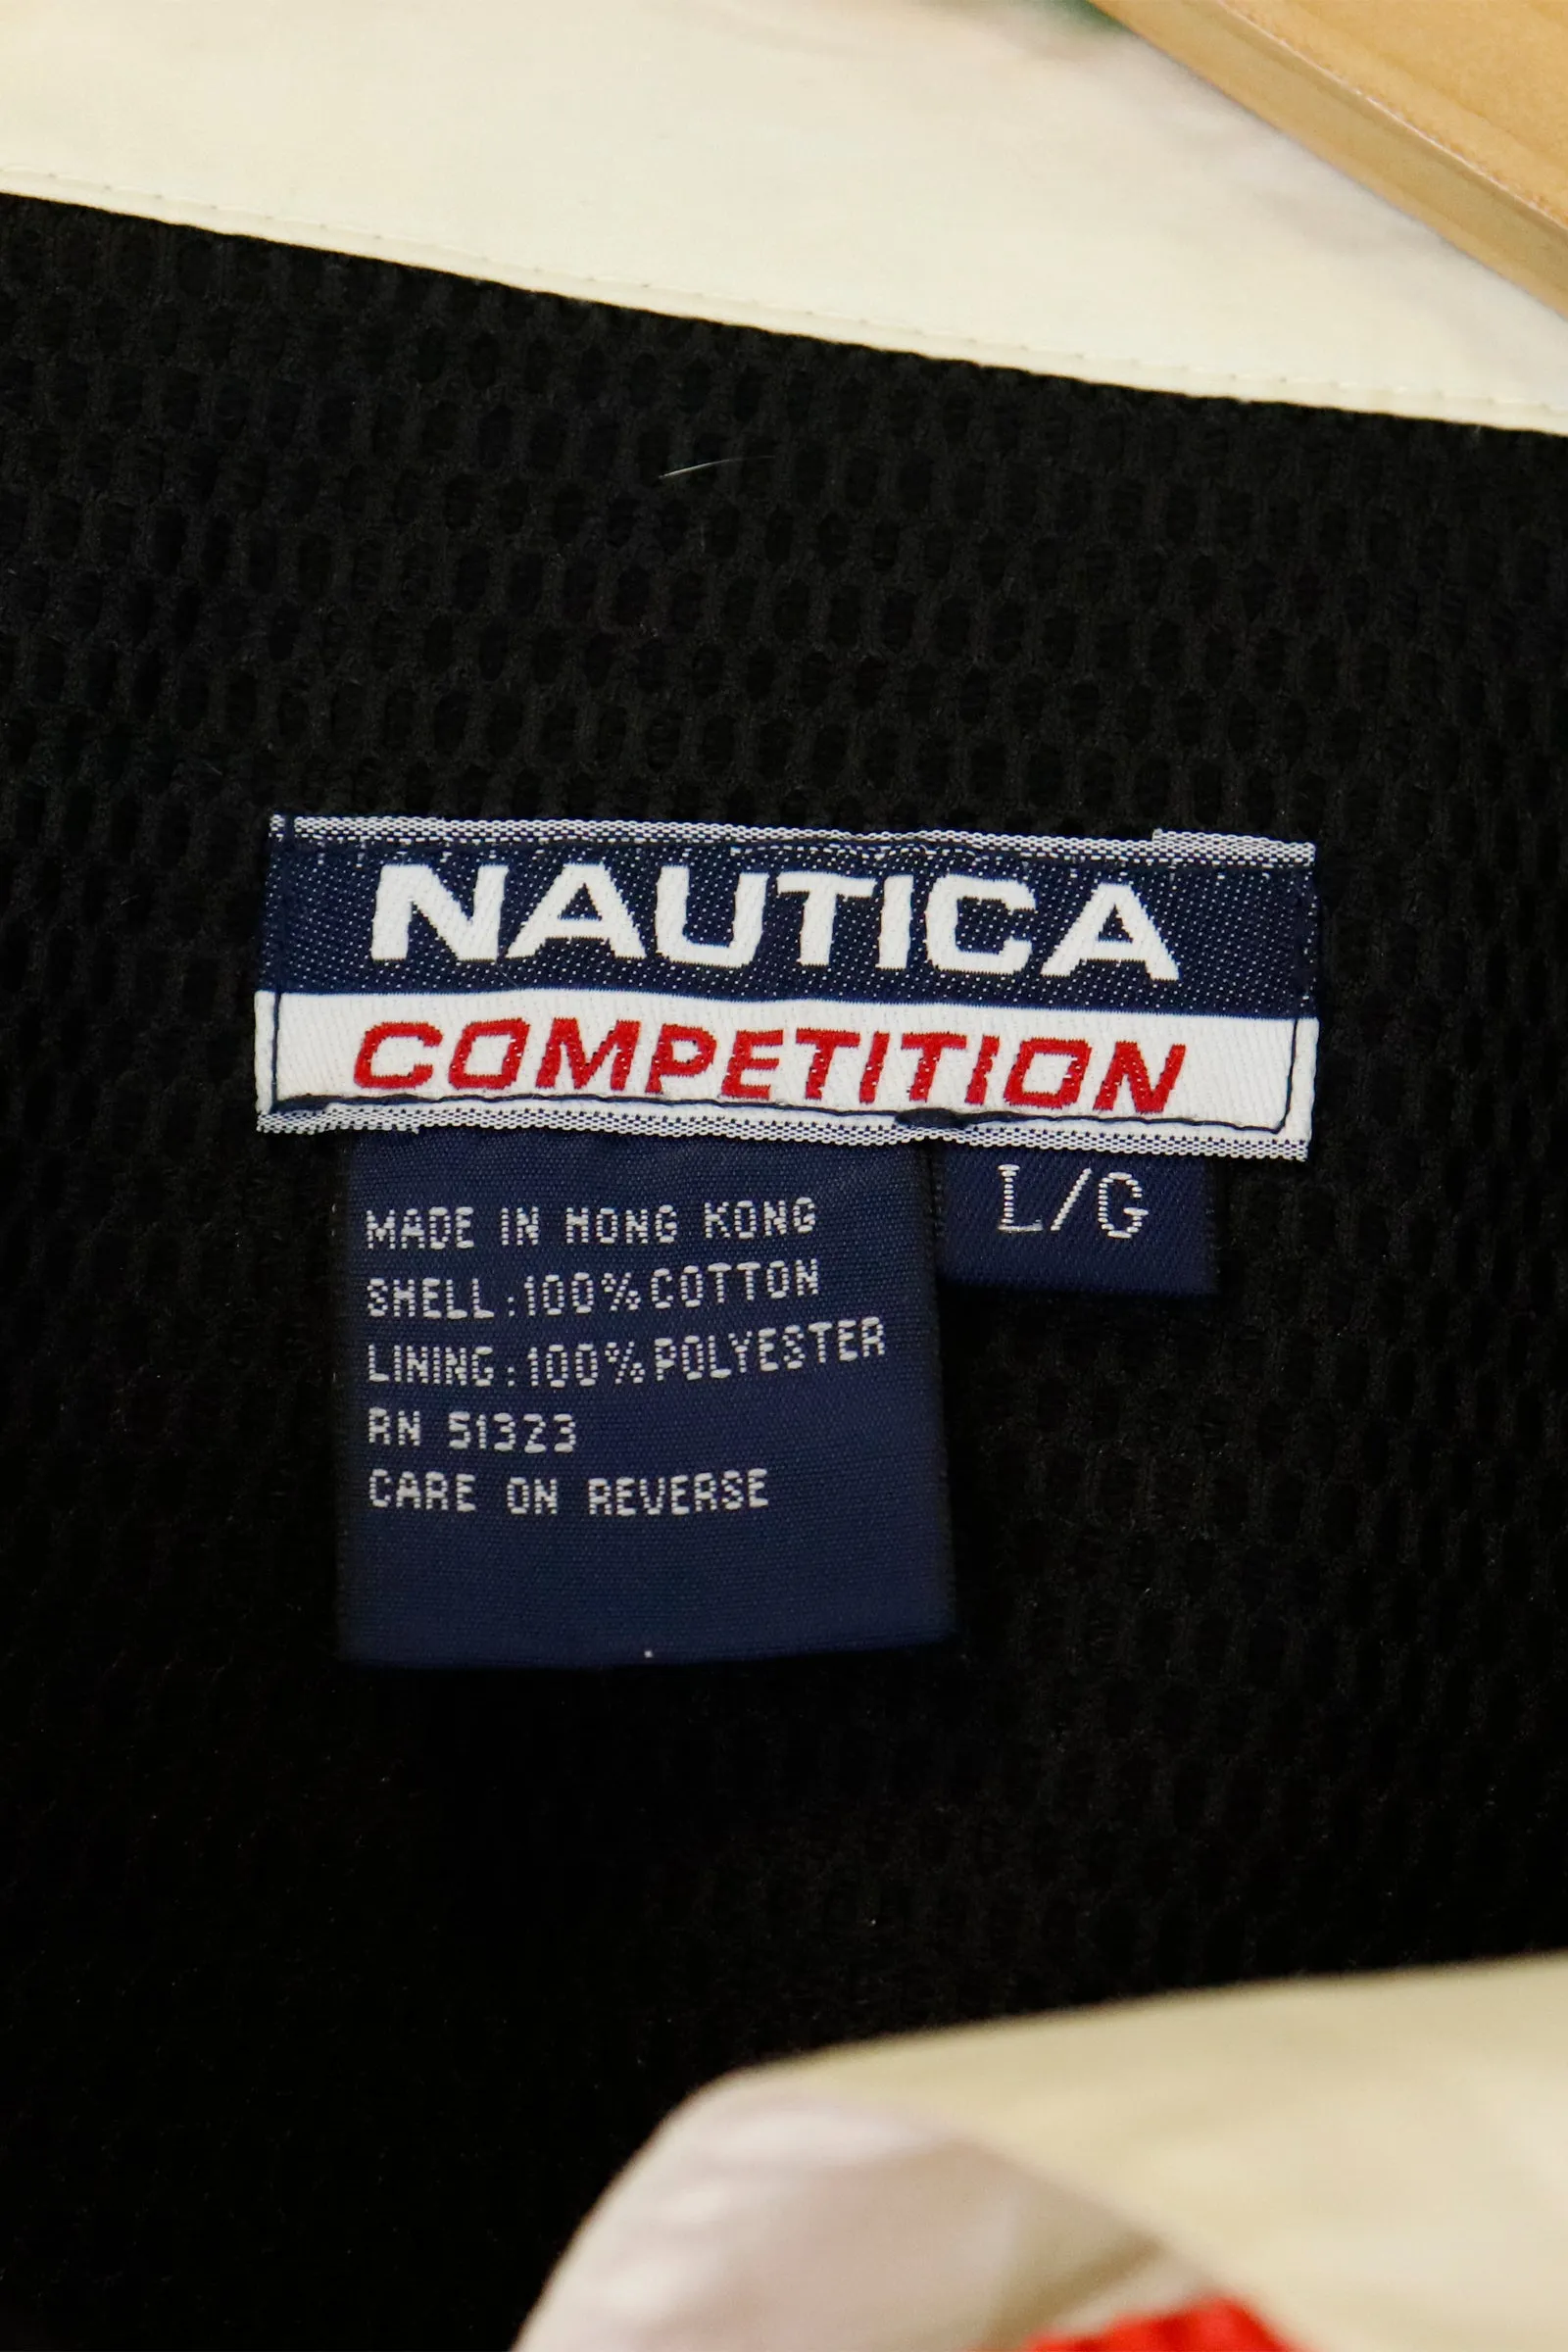 NAUTICA
COMPETITION
L/G
MADE IN HONG KONG
SHELL:100%COTTON
LINING:100%POLYESTER
RN 51323
CARE ON REVERSE